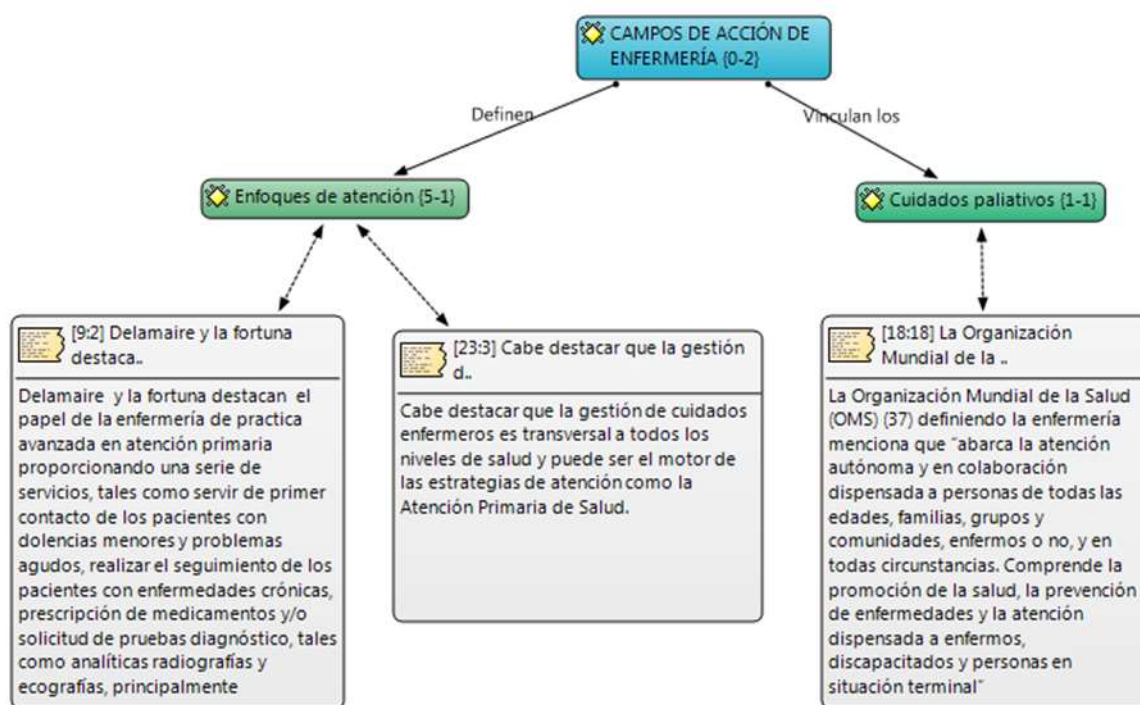 CAMPOS DE ACCIÓN DE
ENFERMERÍA {0-2}
Definen
Vinculan los
Enfoques de atención {5-1}
Cuidados paliativos {1-1}
[9:2] Delamaire y la fortuna
destaca..
Delamaire y la fortuna destacan el
papel de la enfermería de practica
avanzada en atención primaria
proporcionando una serie de
servicios, tales como servir de primer
contacto de los pacientes con
dolencias menores y problemas
agudos, realizar el seguimiento de los
pacientes con enfermedades crónicas,
prescripción de medicamentos y/o
solicitud de pruebas diagnóstico, tales
como analíticas radiografías y
ecografías, principalmente
[23:3] Cabe destacar que la gestión
d..
Cabe destacar que la gestión de cuidados
enfermeros es transversal a todos los
niveles de salud y puede ser el motor de
las estrategias de atención como la
Atención Primaria de Salud.
[18:18] La Organización
Mundial de la ..
La Organización Mundial de la Salud
(OMS) (37) definiendo la enfermería
menciona que "abarca la atención
autónoma y en colaboración
dispensada a personas de todas las
edades, familias, grupos y
comunidades, enfermos o no, y en
todas circunstancias. Comprende la
promoción de la salud, la prevención
de enfermedades y la atención
dispensada a enfermos,
discapacitados y personas en
situación terminal"